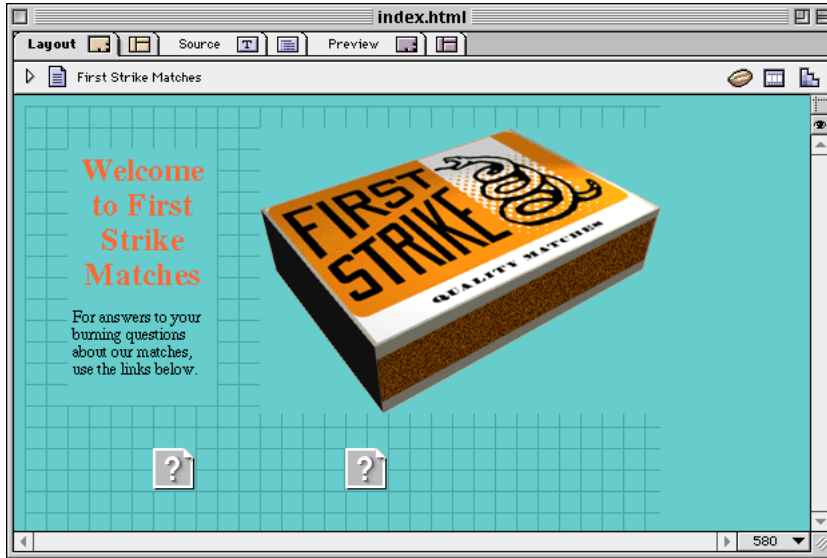 index.html
Layout Source T Preview
First Strike Matches
Welcome
to First
Strike
Matches
For answers to your
burning questions
about our matches,
use the links below.
FIRST
STRIKE
QUALITY MATCHES
? ?
580